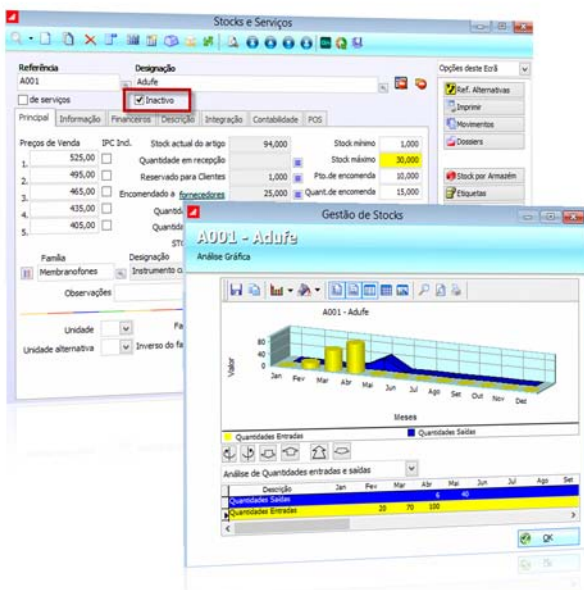 Stocks e Serviços
Referência
Designação
Opções deste Ecrã
A001
Adufe
de serviços
Inactivo
Ref. Alternativas
Imprimir
Movimentos
Dossiers
Stock por Armazém
Etiquetas
Principal Informação Financeiros Descrição Integração Contabilidade POS
Preços de Venda IPC Incl. Stock actual do artigo 94,000 Stock mínimo 1,000
1. 525,00 Quantidade em recepção Stock máximo 30,000
2. 495,00 Reservado para Clientes 1,000 Pto.de encomenda 10,000
3. 465,00 Encomendado a fornecedores 25,000 Quant.de encomenda 15,000
4. 435,00
5. 405,00
Família Designação
Membranofones Instrumento
Observações
Unidade
Unidade alternativa Inverso do
Gestão de Stocks
A001 - Adufe
Análise Gráfica
A001 - Adufe
Valor
80
40
0
Jan Fev Mar Abr Mai Jun Jul Ago Set Out Nov Dez
Meses
Quantidades Entradas Quantidades Saídas
Análise de Quantidades entradas e saídas
Descrição Jan Fev Mar Abr Mai Jun Jul Ago Set
Quantidades Saídas 6 40
Quantidades Entradas 20 70 100
OK